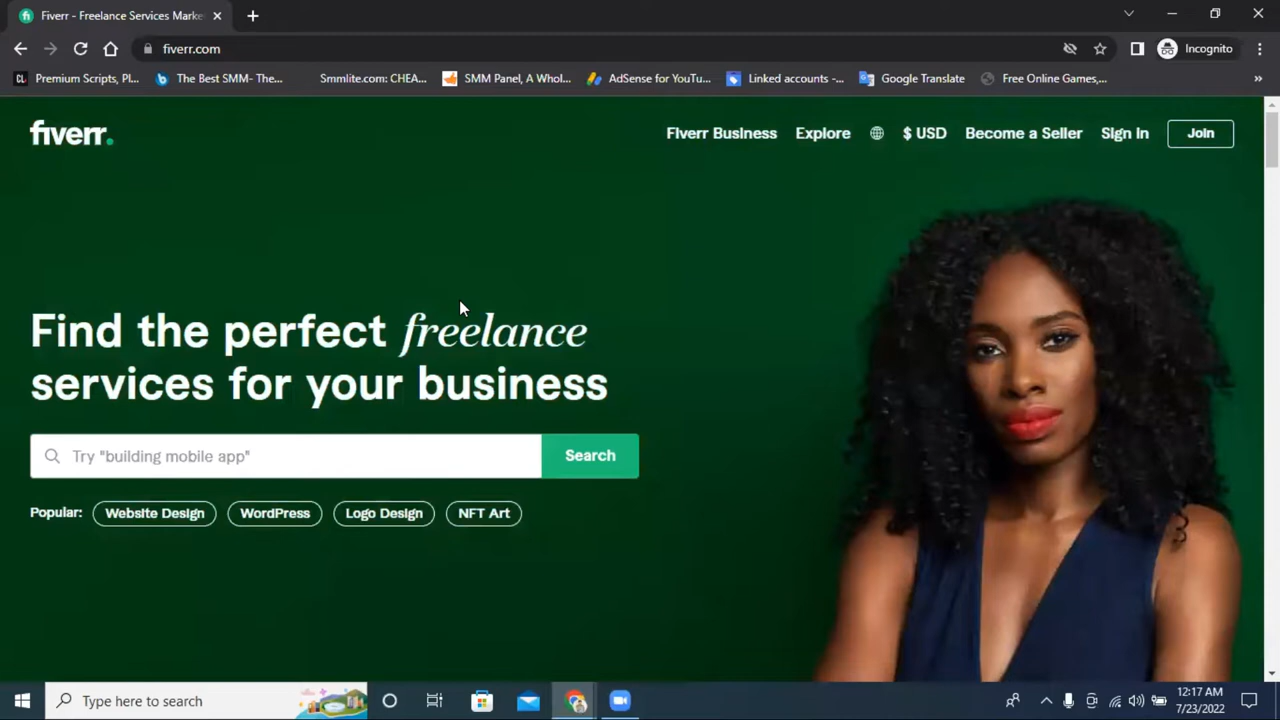 Fiverr - Freelance Services Marke
fiverr.com
Incognito
Premium Scripts, Pl...
The Best SMM- The...
Smmlite.com: CHEA...
SMM Panel, A Whol...
AdSense for YouTu...
Linked accounts -...
Google Translate
Free Online Games,...
fiverr.
Fiverr Business
Explore
$ USD
Become a Seller
Sign In
Join
Find the perfect freelance
services for your business
Try "building mobile app"
Search
Popular:
Website Design
WordPress
Logo Design
NFT Art
Type here to search
12:17 AM
7/23/2022